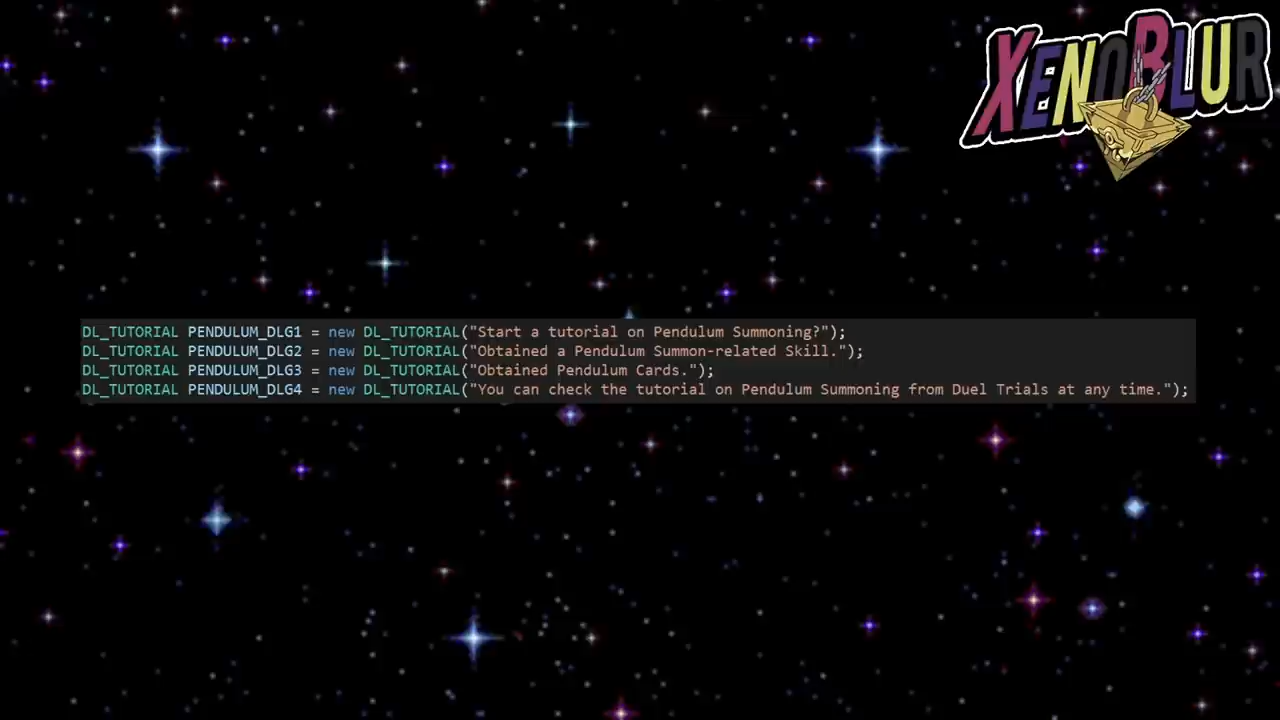 XENOBLUR
DL_TUTORIAL PENDULUM_DLG1 = new DL_TUTORIAL("Start a tutorial on Pendulum Summoning?");
DL_TUTORIAL PENDULUM_DLG2 = new DL_TUTORIAL("Obtained a Pendulum Summon-related Skill.");
DL_TUTORIAL PENDULUM_DLG3 = new DL_TUTORIAL("Obtained Pendulum Cards.");
DL_TUTORIAL PENDULUM_DLG4 = new DL_TUTORIAL("You can check the tutorial on Pendulum Summoning from Duel Trials at any time.");